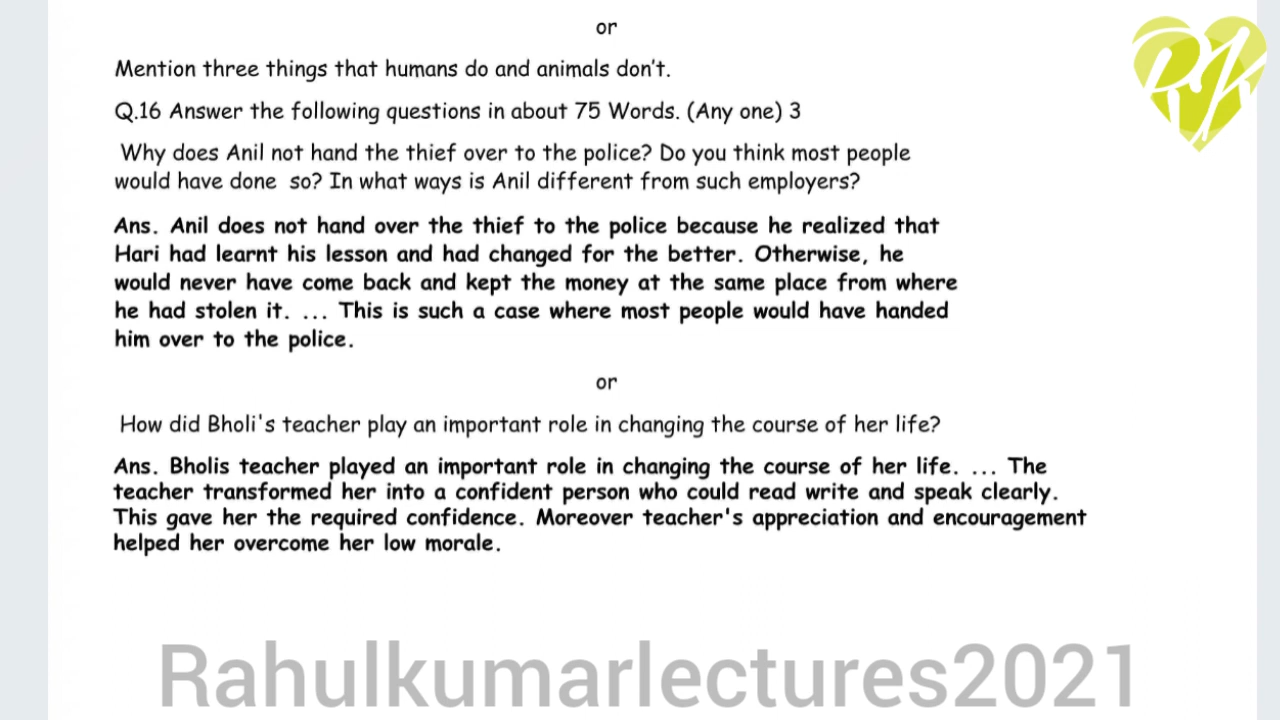 or
Mention three things that humans do and animals don't.
Q.16 Answer the following questions in about 75 Words. (Any one) 3
Why does Anil not hand the thief over to the police? Do you think most people
would have done so? In what ways is Anil different from such employers?
Ans. Anil does not hand over the thief to the police because he realized that
Hari had learnt his lesson and had changed for the better. Otherwise, he
would never have come back and kept the money at the same place from where
he had stolen it. ... This is such a case where most people would have handed
him over to the police.
or
How did Bholi's teacher play an important role in changing the course of her life?
Ans. Bholis teacher played an important role in changing the course of her life. ... The
teacher transformed her into a confident person who could read write and speak clearly.
This gave her the required confidence. Moreover teacher's appreciation and encouragement
helped her overcome her low morale.
Rahulkumarlectures2021
RK